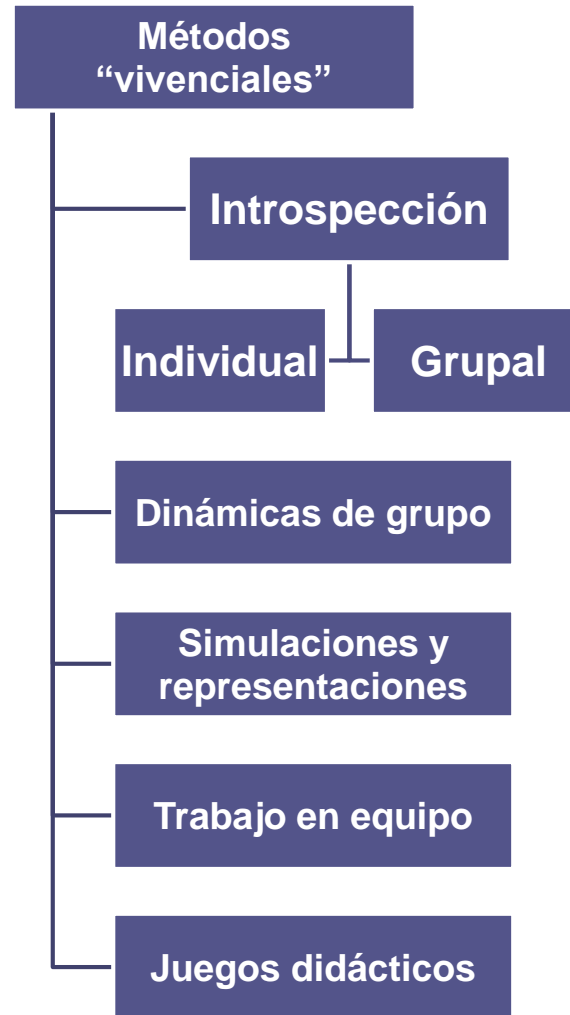 Métodos
“vivenciales”
Introspección
Individual
Grupal
Dinámicas de grupo
Simulaciones y
representaciones
Trabajo en equipo
Juegos didácticos